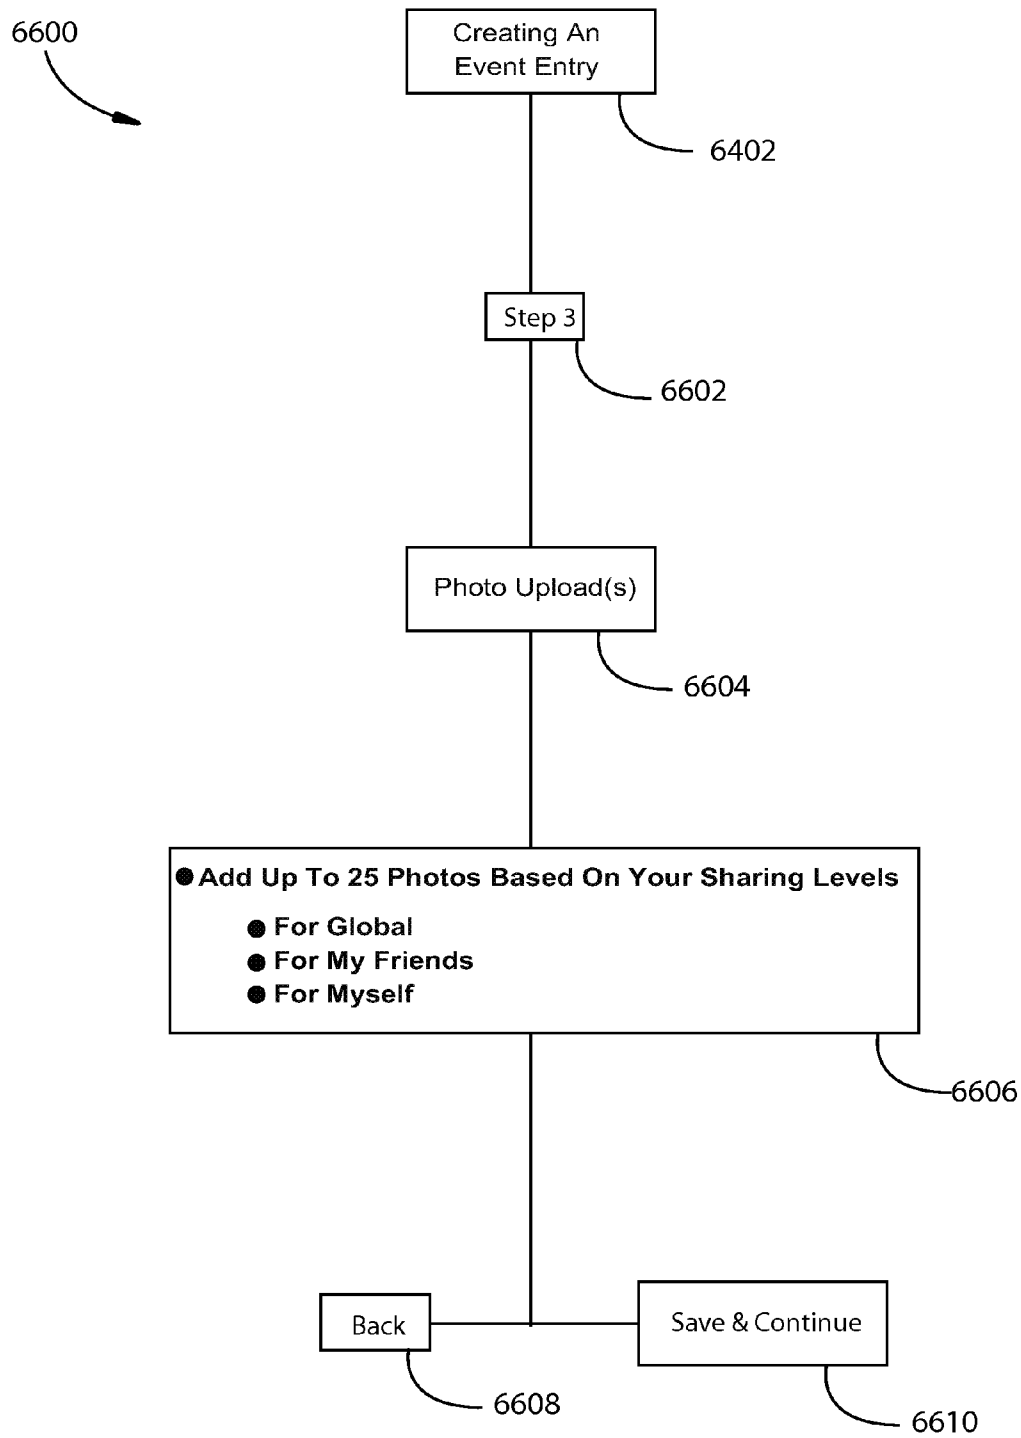 6600
Creating An
Event Entry
6402
Step 3
6602
Photo Upload(s)
6604
● Add Up To 25 Photos Based On Your Sharing Levels
● For Global
● For My Friends
● For Myself
6606
Back
Save & Continue
6608
6610